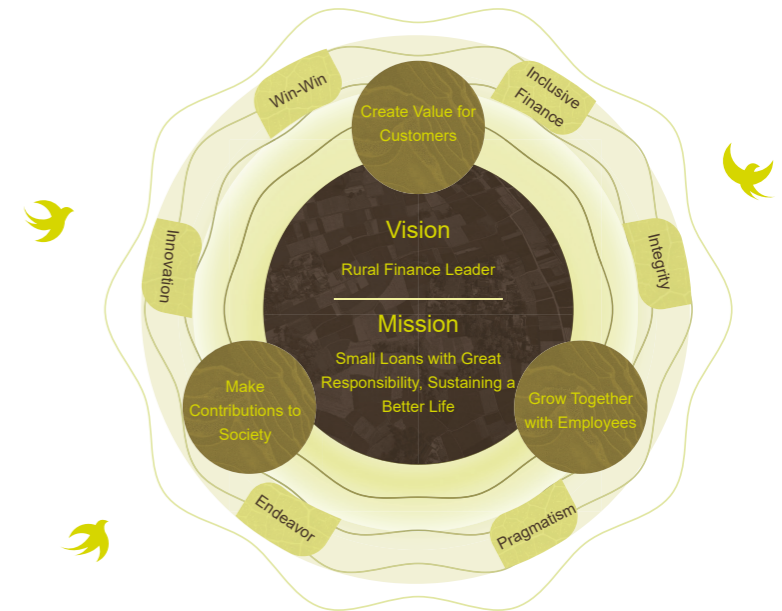 Win-Win
Inclusive
Finance
Create Value for
Customers
Innovation
Integrity
Vision
Rural Finance Leader
Mission
Small Loans with Great
Responsibility, Sustaining a
Better Life
Make
Contributions to
Society
Grow Together
with Employees
Endeavor
Pragmatism